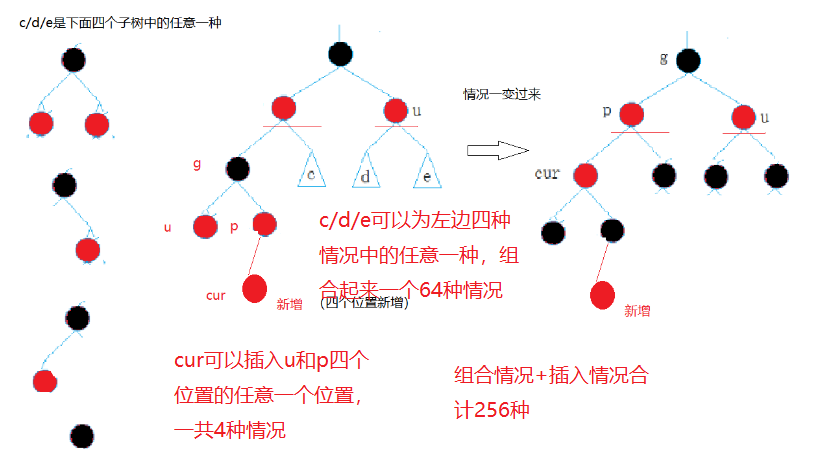 c/d/e是下面四个子树中的任意一种
g
u
情况一变过来
p
u
g
c
d
e
cur
u
p
c/d/e可以为左边四种
情况中的任意一种，组
合起来一个64种情况
cur
新增
（四个位置新增）
新增
cur可以插入u和p四个
位置的任意一个位置，
一共4种情况
组合情况+插入情况合
计256种